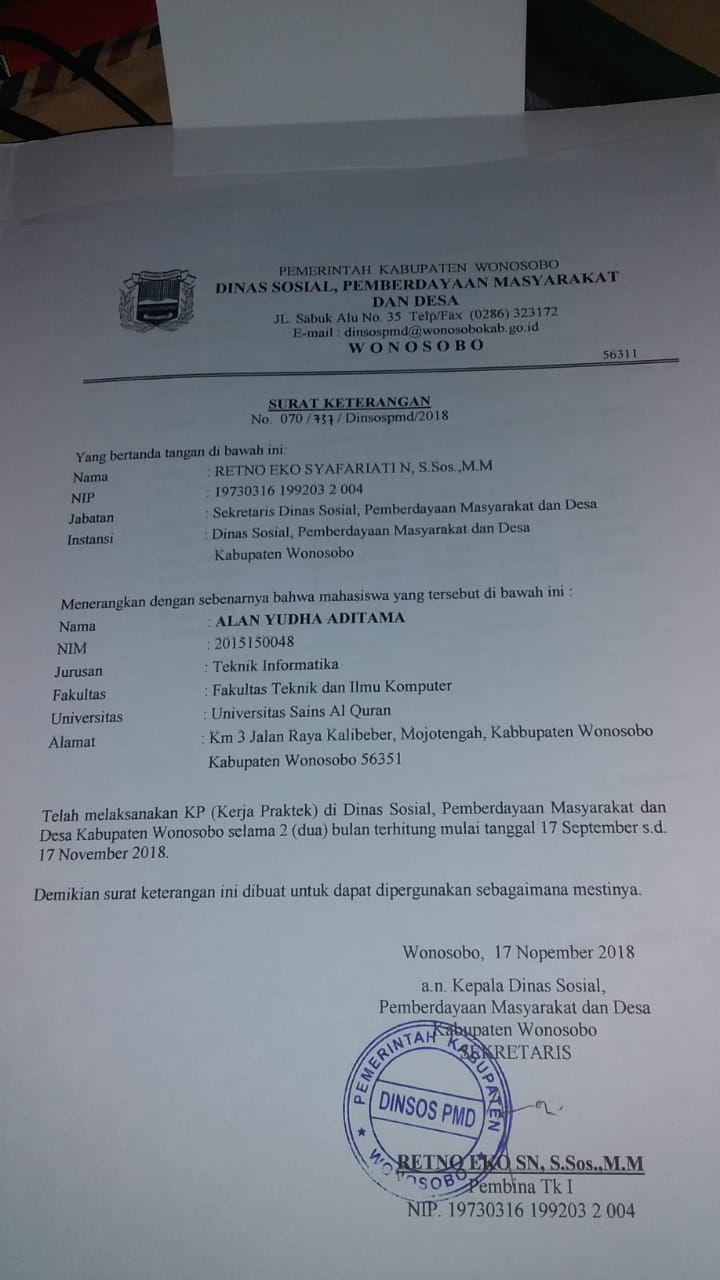 PEMERINTAH KABUPATEN WONOSOBO
DINAS SOSIAL, PEMBERDAYAAN MASYARAKAT
DAN DESA
JL. Sabuk Alu No. 35 Telp/Fax (0286) 323172
E-mail : dinsospmd@wonosobokab.go.id
W O N O S O B O
56311
SURAT KETERANGAN
No. 070 / 737 / Dinsospmd/2018
Yang bertanda tangan di bawah ini:
Nama : RETNO EKO SYAFARIATI N, S.Sos.,M.M
NIP : 19730316 199203 2 004
Jabatan : Sekretaris Dinas Sosial, Pemberdayaan Masyarakat dan Desa
Instansi : Dinas Sosial, Pemberdayaan Masyarakat dan Desa
Kabupaten Wonosobo
Menerangkan dengan sebenarnya bahwa mahasiswa yang tersebut di bawah ini :
Nama : ALAN YUDHA ADITAMA
NIM : 2015150048
Jurusan : Teknik Informatika
Fakultas : Fakultas Teknik dan Ilmu Komputer
Universitas : Universitas Sains Al Quran
Alamat : Km 3 Jalan Raya Kalibeber, Mojotengah, Kabbupaten Wonosobo
Kabupaten Wonosobo 56351
Telah melaksanakan KP (Kerja Praktek) di Dinas Sosial, Pemberdayaan Masyarakat dan
Desa Kabupaten Wonosobo selama 2 (dua) bulan terhitung mulai tanggal 17 September s.d.
17 November 2018.
Demikian surat keterangan ini dibuat untuk dapat dipergunakan sebagaimana mestinya.
Wonosobo, 17 Nopember 2018
a.n. Kepala Dinas Sosial,
Pemberdayaan Masyarakat dan Desa
Kabupaten Wonosobo
SEKRETARIS
PEMERINTAH KABUPATEN
DINSOS PMD
WONOSOBO
RETNO EKO SN, S.Sos.,M.M
Pembina Tk I
NIP. 19730316 199203 2 004